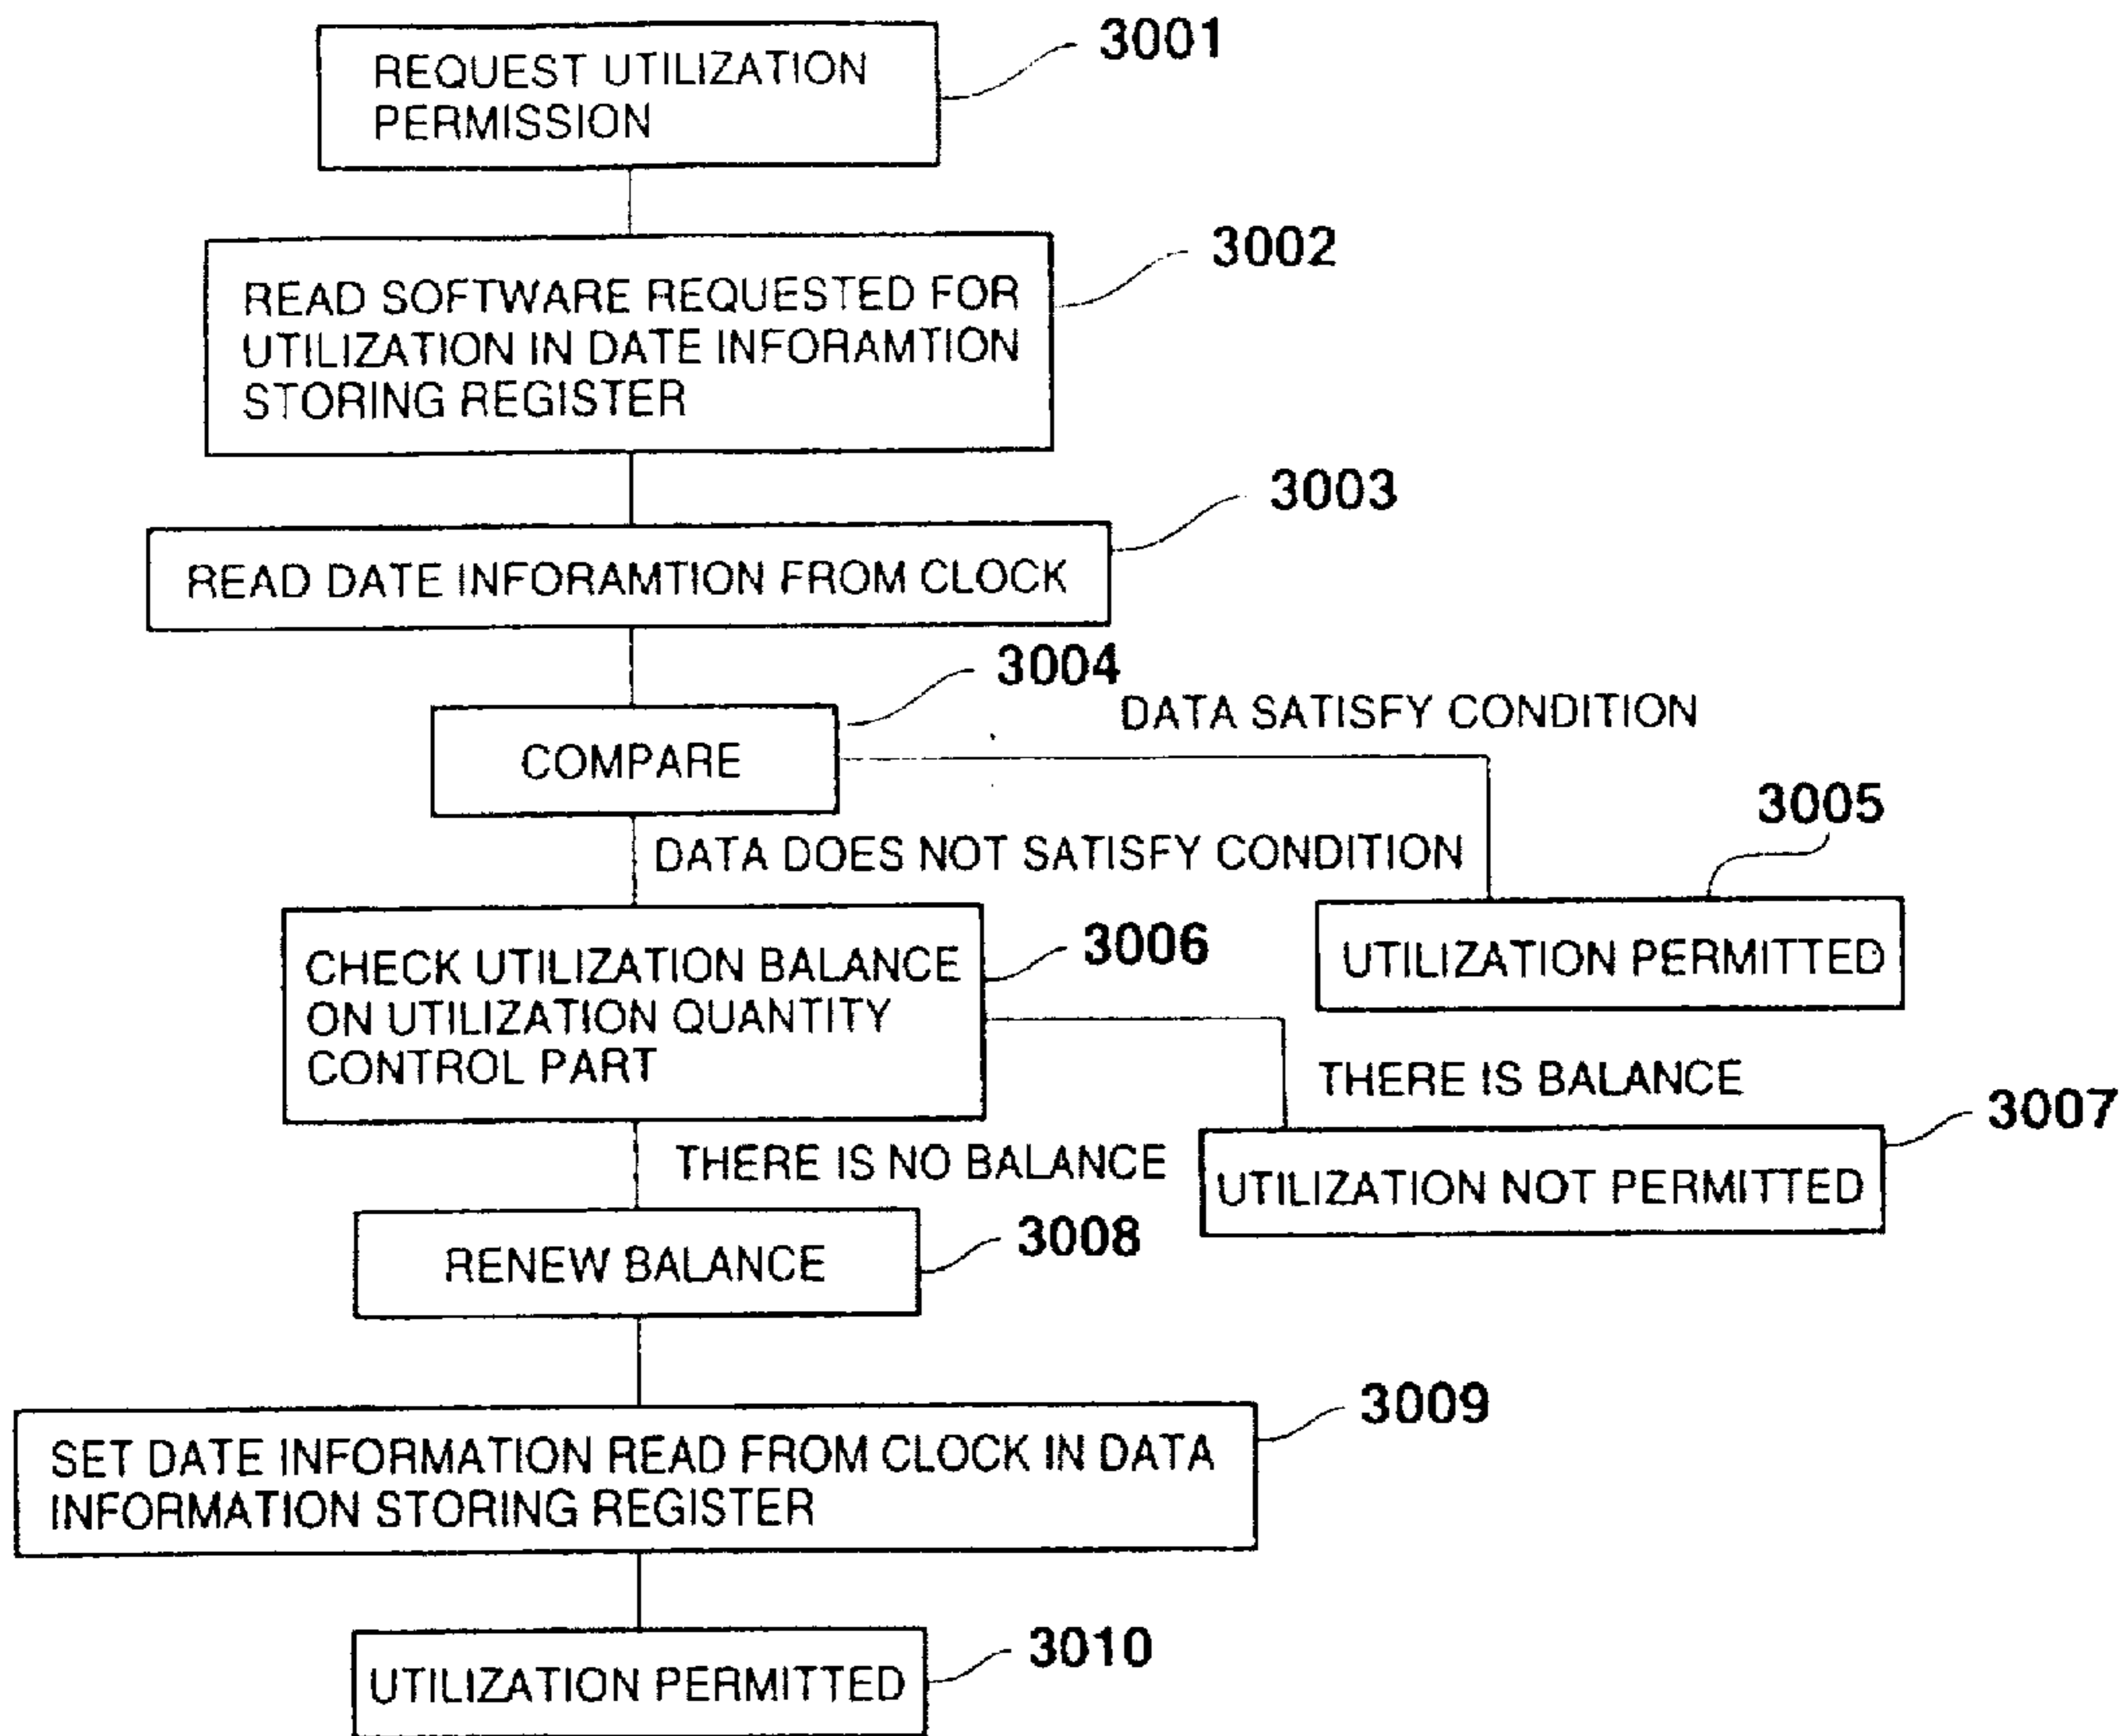 3001
REQUEST UTILIZATION
PERMISSION
3002
READ SOFTWARE REQUESTED FOR
UTILIZATION IN DATE INFORAMTION
STORING REGISTER
3003
READ DATE INFORAMTION FROM CLOCK
3004
COMPARE
DATA SATISFY CONDITION
3005
DATA DOES NOT SATISFY CONDITION
UTILIZATION PERMITTED
3006
CHECK UTILIZATION BALANCE
ON UTILIZATION QUANTITY
CONTROL PART
THERE IS BALANCE
3007
THERE IS NO BALANCE
UTILIZATION NOT PERMITTED
3008
RENEW BALANCE
3009
SET DATE INFORMATION READ FROM CLOCK IN DATA
INFORMATION STORING REGISTER
3010
UTILIZATION PERMITTED